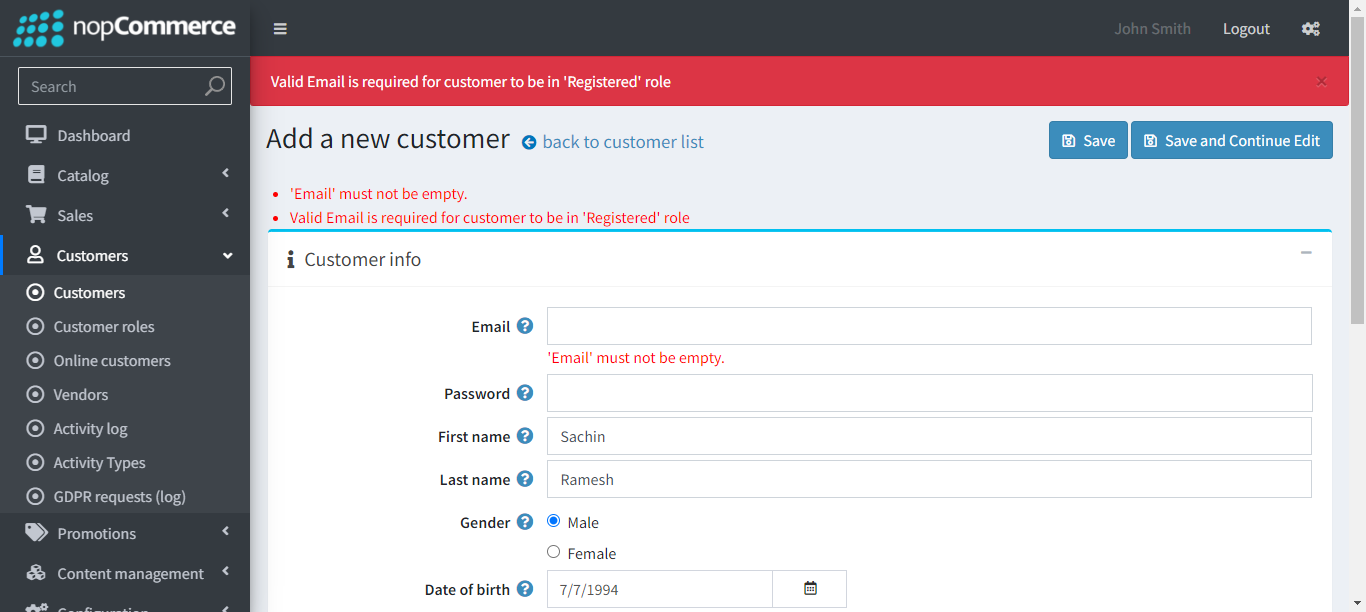 nopCommerce
John Smith
Logout
Search
Valid Email is required for customer to be in 'Registered' role
×
Dashboard
Catalog
Sales
Customers
Customers
Customer roles
Online customers
Vendors
Activity log
Activity Types
GDPR requests (log)
Promotions
Content management
Configuration
Add a new customer
back to customer list
Save
Save and Continue Edit
'Email' must not be empty.
Valid Email is required for customer to be in 'Registered' role
Customer info
Email
'Email' must not be empty.
Password
First name Sachin
Last name Ramesh
Gender Male
Female
Date of birth 7/7/1994